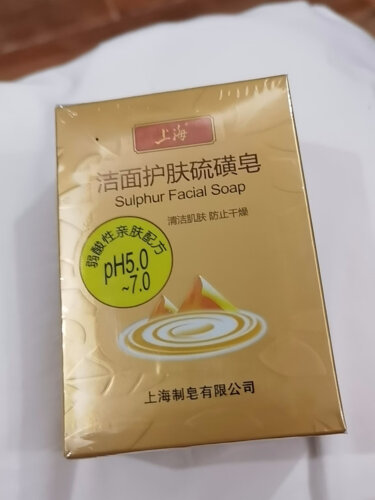 上海
洁面护肤硫磺皂
Sulphur Facial Soap
清洁肌肤 防止干燥
弱酸性亲肤配方
pH5.0
~7.0
上海制皂有限公司